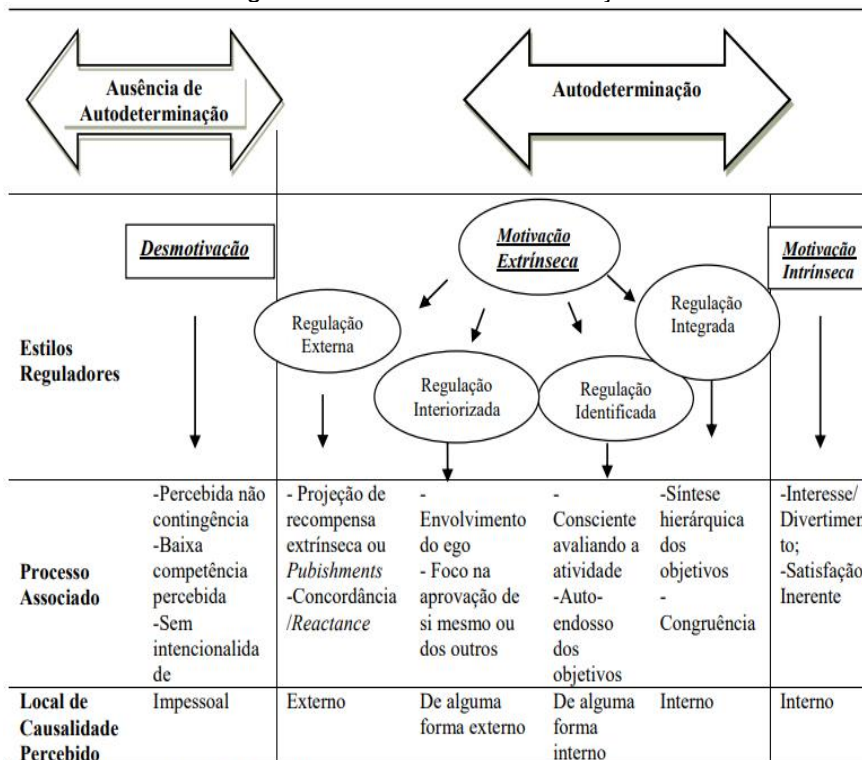 Ausência de
Autodeterminação
Autodeterminação
Desmotivação
Motivação
Extrínseca
Motivação
Intrínseca
Regulação
Externa
Regulação
Integrada
Estilos
Reguladores
Regulação
Interiorizada
Regulação
Identificada
Processo
Associado
-Percebida não
contingência
-Baixa
competência
percebida
-Sem
intencionalida
de
- Projeção de
recompensa
extrínseca ou
Pubishments
-Concordância
/Reactance
-
Envolvimento
do ego
- Foco na
aprovação de
si mesmo ou
dos outros
-
Consciente
avaliando a
atividade
-Auto-
endosso
dos
objetivos
-Síntese
hierárquica
dos
objetivos
-
Congruência
-Interesse/
Divertimen
to;
-Satisfação
Inerente
Local de
Causalidade
Percebido
Impessoal
Externo
De alguma
forma externo
De alguma
forma
interno
Interno
Interno